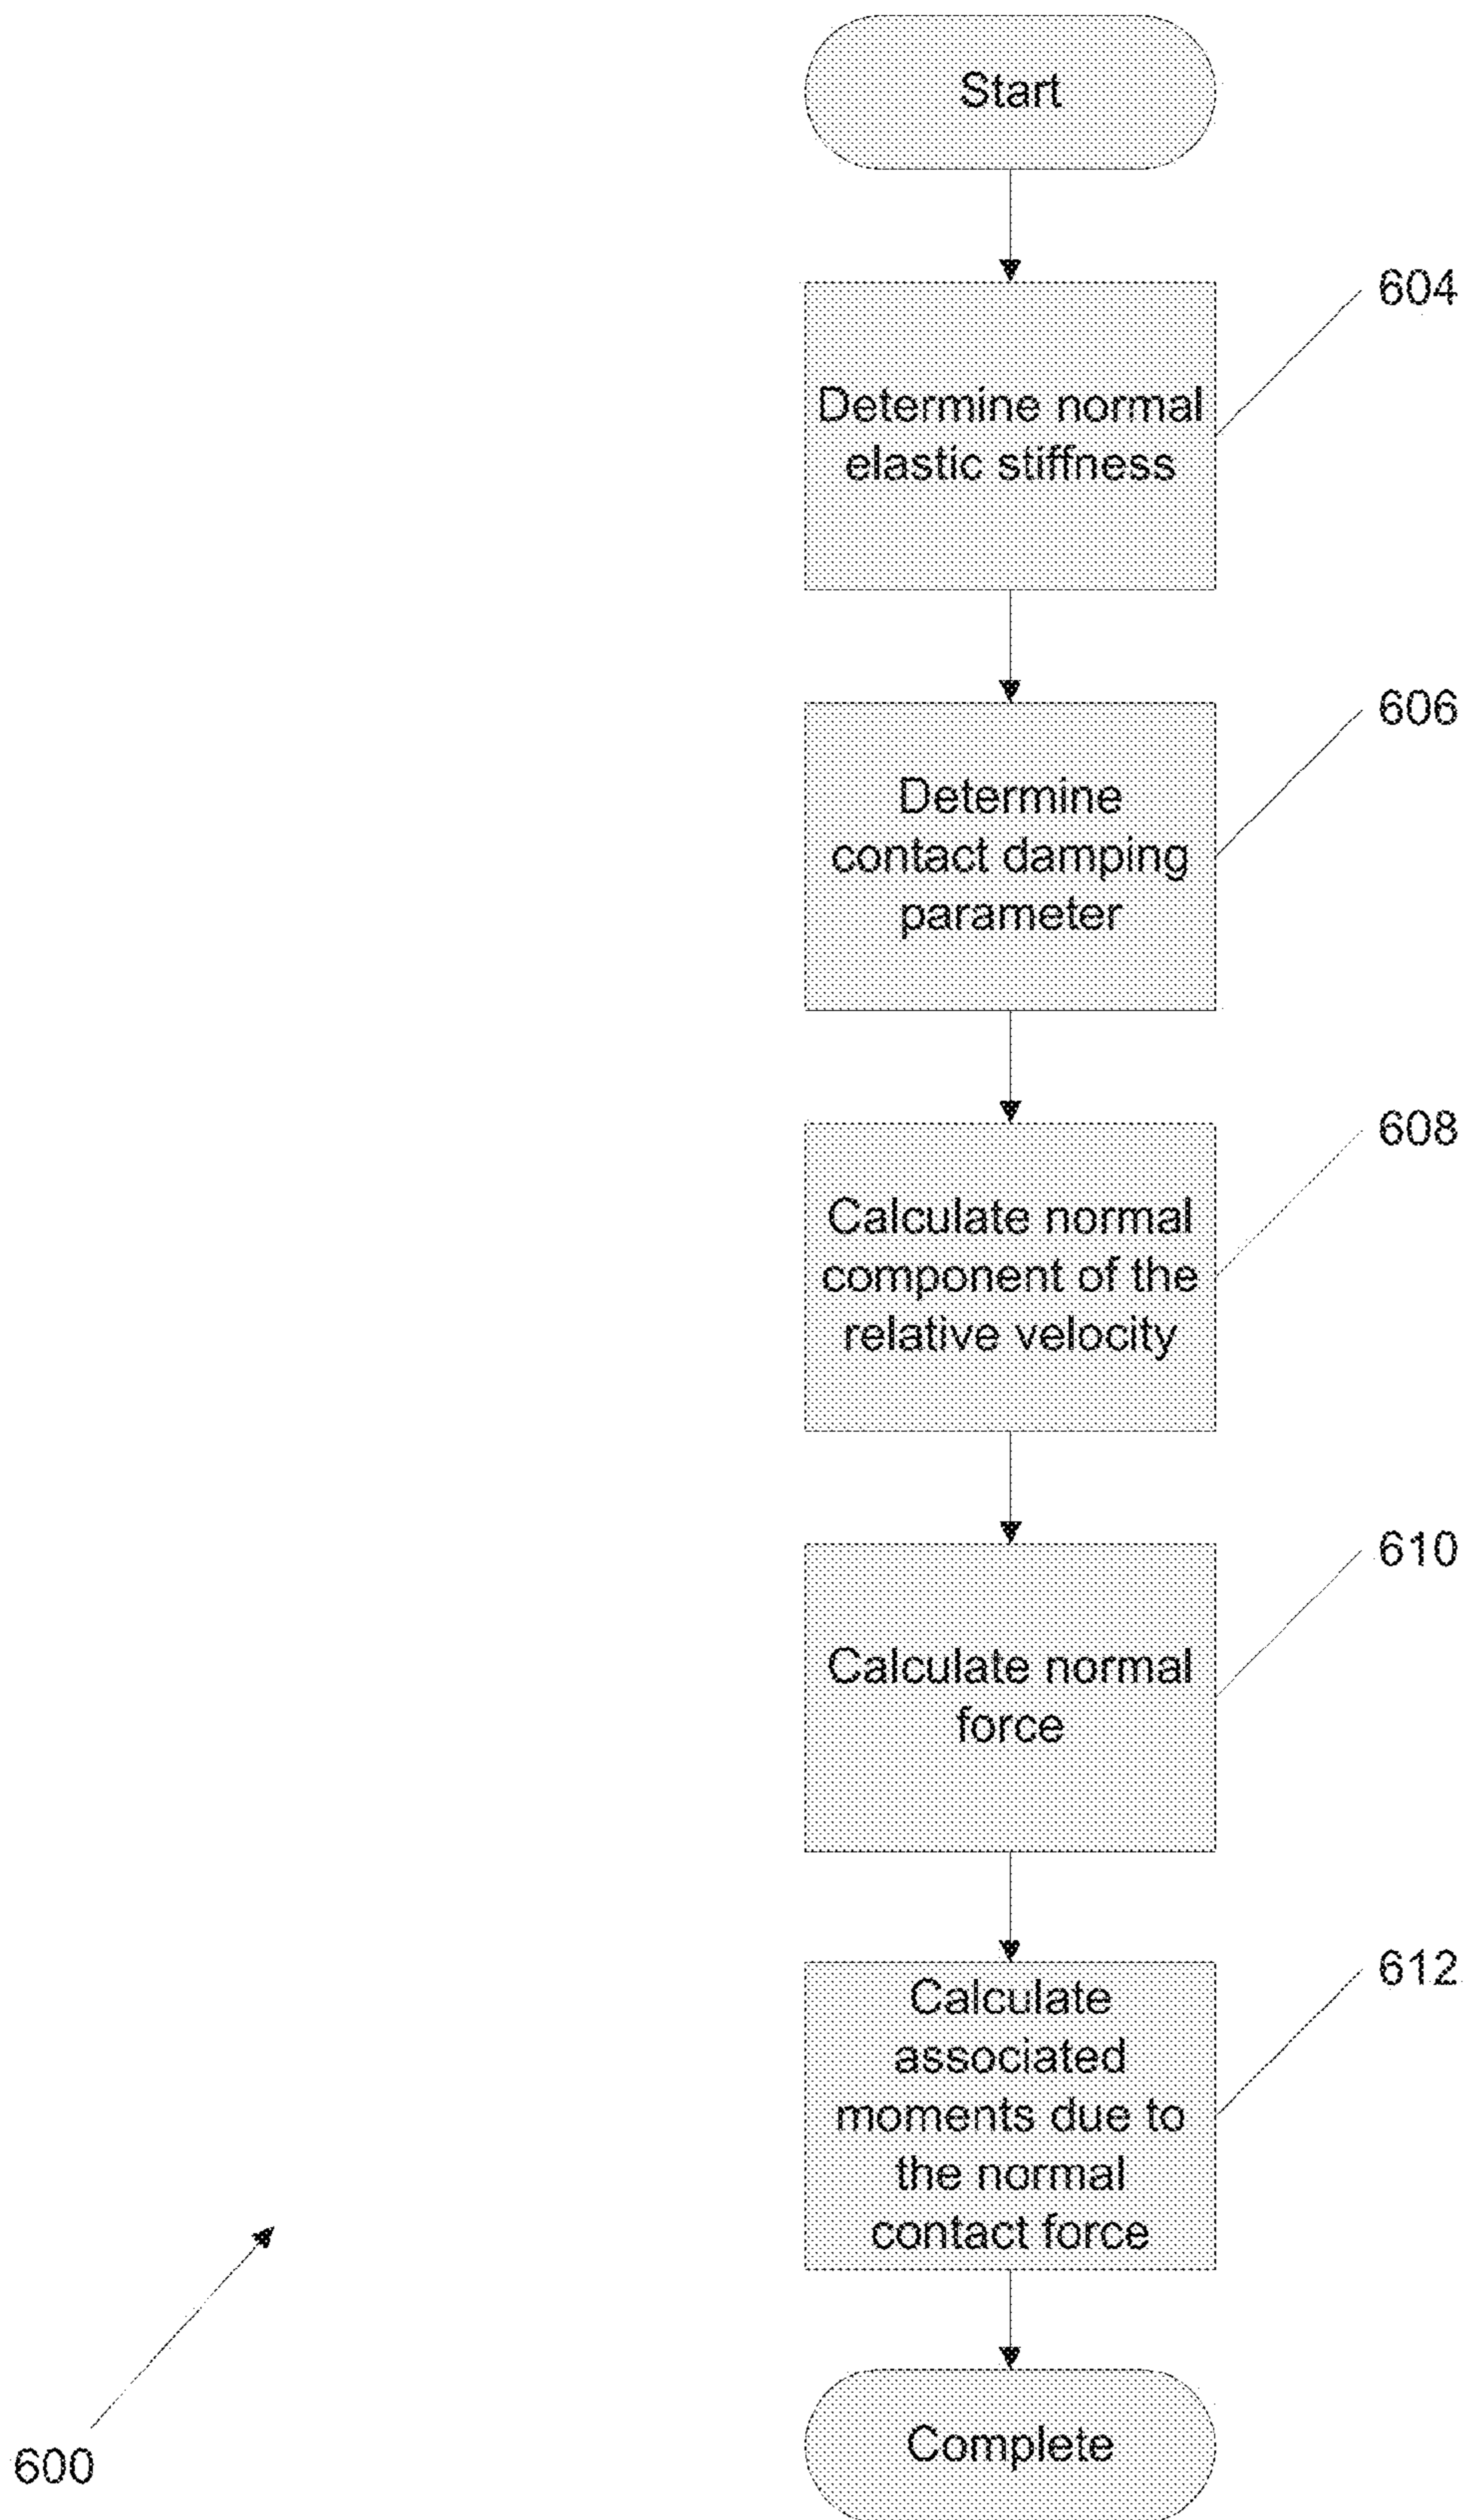 Start
604
Determine normal
elastic stiffness
606
Determine
contact damping
parameter
608
Calculate normal
component of the
relative velocity
610
Calculate normal
force
612
Calculate
associated
moments due to
the normal
contact force
Complete
600